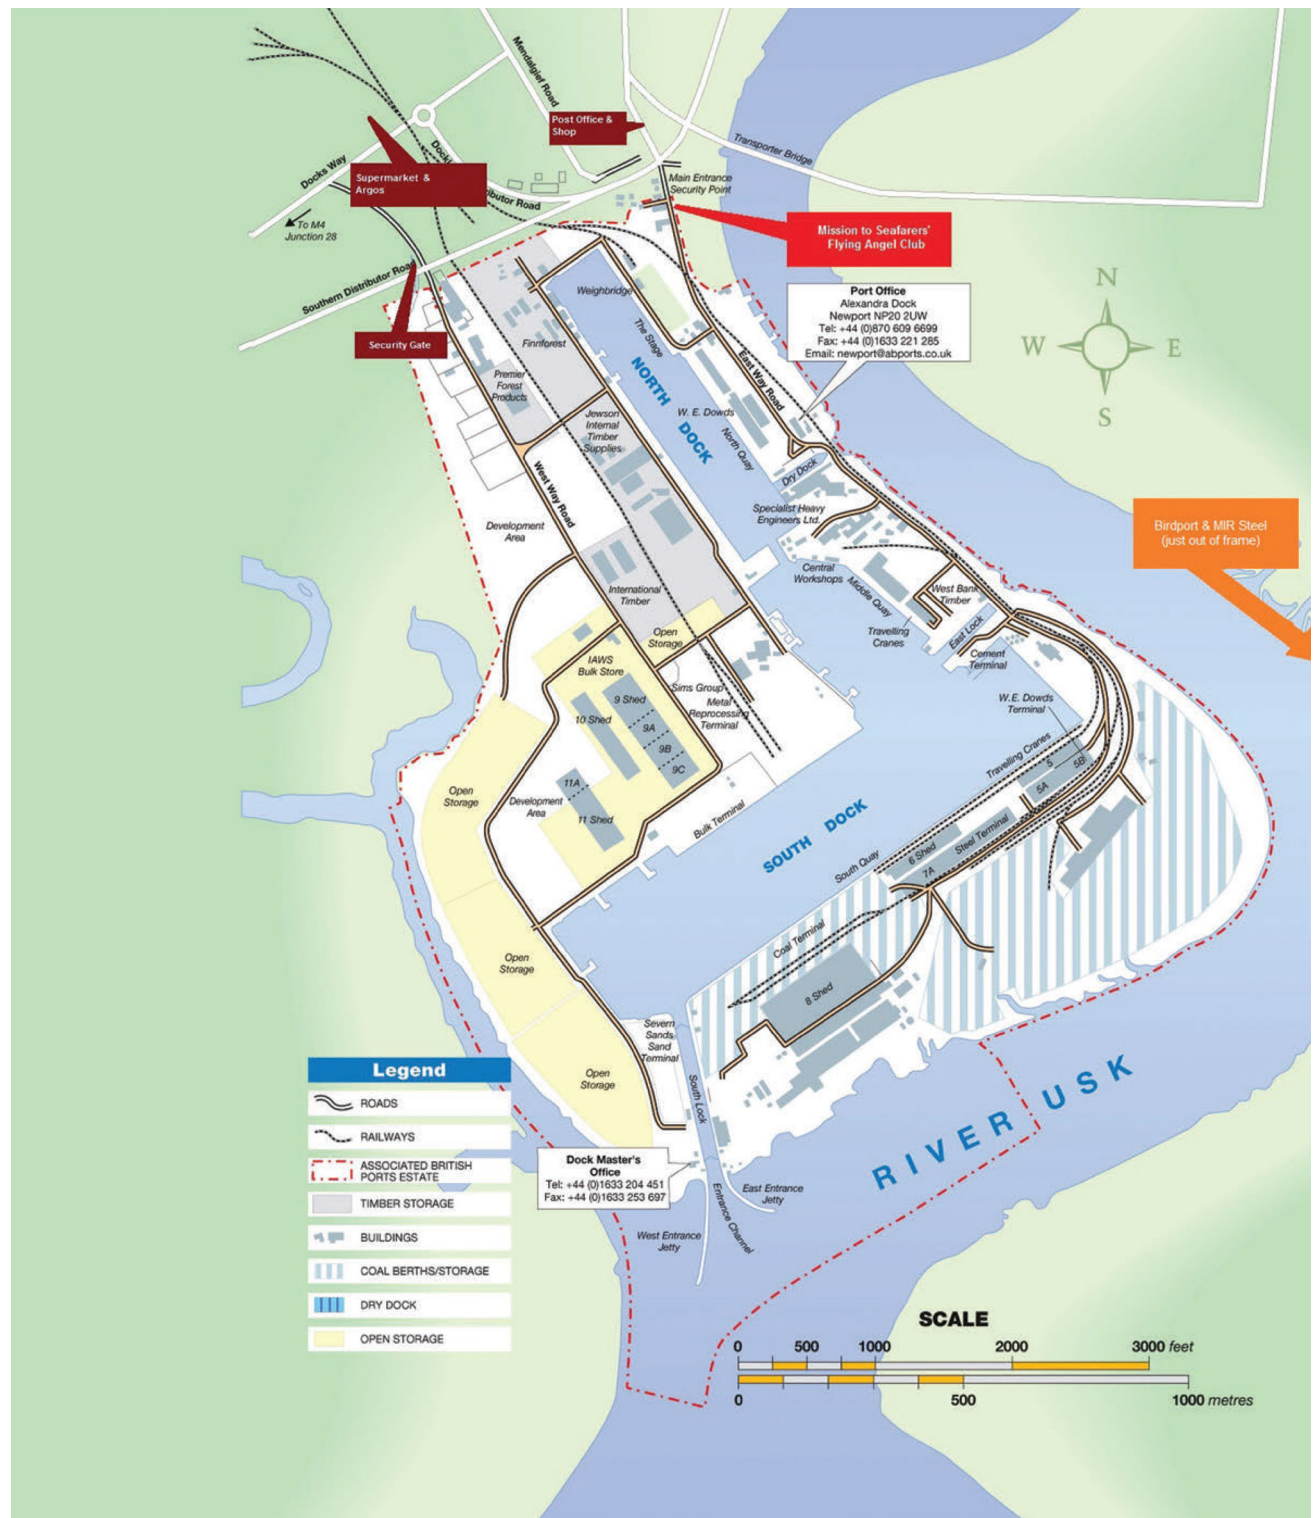 Mendalgief Road
Post Office &
Shop
Docks Way
Supermarket &
Argos
Transporter Bridge
Main Entrance
Security Point
To M4
Junction 28
Mission to Seafarers'
Flying Angel Club
Southern Distributor Road
Security Gate
Weighbridge
Port Office
Alexandra Dock
Newport NP20 2UW
Tel: +44 (0)870 609 6699
Fax: +44 (0)1633 221 285
Email: newport@abports.co.uk
N
W
E
S
The Stage
Finnforest
NORTH DOCK
East Way Road
Premier
Forest
Products
W. E. Dowds
Jewson
Internal
Timber
Supplies
North Quay
Dry Dock
West Way Road
Specialist Heavy
Engineers Ltd.
Development
Area
Birdport & MIR Steel
(just out of frame)
Central
Workshops
Middle Quay
West Bank
Timber
International
Timber
Travelling
Cranes
East Lock
Open
Storage
Cement
Terminal
IAWS
Bulk Store
Sims Group
Metal
Reprocessing
Terminal
W.E. Dowds
Terminal
9 Shed
10 Shed
9A
9B
9C
Travelling Cranes
5
5B
5A
11A
Open
Storage
Development
Area
11 Shed
Bulk Terminal
SOUTH DOCK
South Quay
6 Shed
Steel Terminal
7A
Coal Terminal
Open
Storage
8 Shed
Severn
Sands
Sand
Terminal
Open
Storage
South Lock
RIVER USK
Legend
ROADS
RAILWAYS
ASSOCIATED BRITISH
PORTS ESTATE
TIMBER STORAGE
BUILDINGS
COAL BERTHS/STORAGE
DRY DOCK
OPEN STORAGE
Dock Master's
Office
Tel: +44 (0)1633 204 451
Fax: +44 (0)1633 253 697
East Entrance
Jetty
Entrance Channel
West Entrance
Jetty
SCALE
0 500 1000 2000 3000 feet
0 500 1000 metres